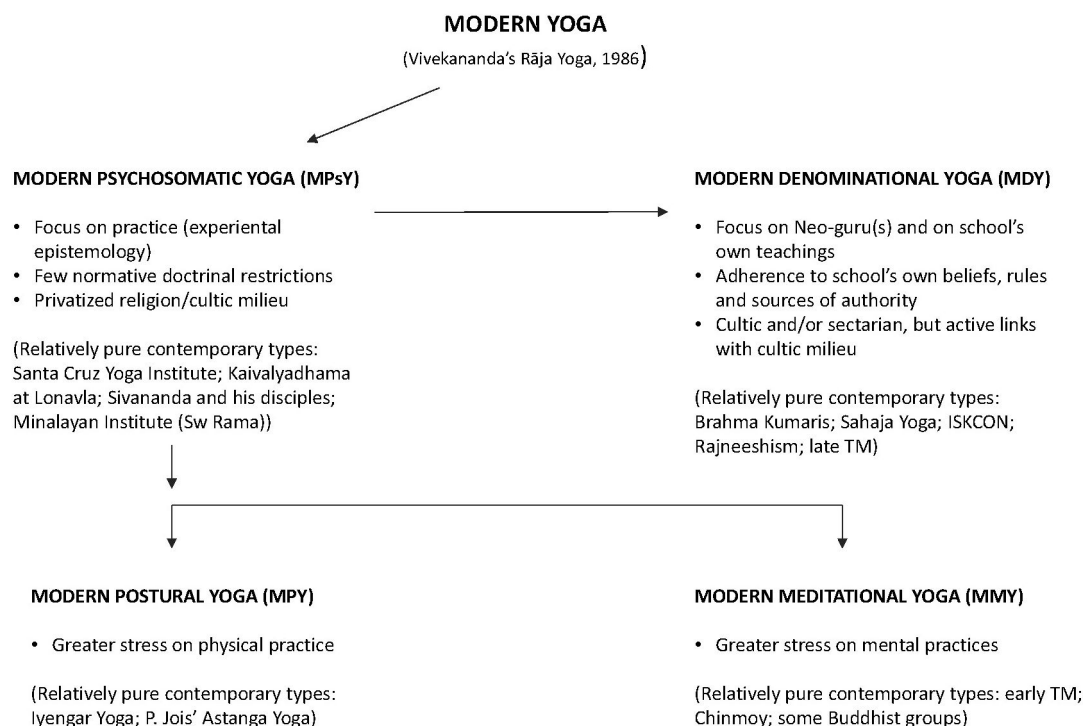 MODERN YOGA
(Vivekananda's Rāja Yoga, 1986)
MODERN PSYCHOSOMATIC YOGA (MPsY)
• Focus on practice (experiental
epistemology)
• Few normative doctrinal restrictions
• Privatized religion/cultic milieu
(Relatively pure contemporary types:
Santa Cruz Yoga Institute; Kaivalyadhama
at Lonavla; Sivananda and his disciples;
Minalayan Institute (Sw Rama))
MODERN DENOMINATIONAL YOGA (MDY)
• Focus on Neo-guru(s) and on school's
own teachings
• Adherence to school's own beliefs, rules
and sources of authority
• Cultic and/or sectarian, but active links
with cultic milieu
(Relatively pure contemporary types:
Brahma Kumaris; Sahaja Yoga; ISKCON;
Rajneeshism; late TM)
MODERN POSTURAL YOGA (MPY)
• Greater stress on physical practice
(Relatively pure contemporary types:
Iyengar Yoga; P. Jois' Astanga Yoga)
MODERN MEDITATIONAL YOGA (MMY)
• Greater stress on mental practices
(Relatively pure contemporary types: early TM;
Chinmoy; some Buddhist groups)